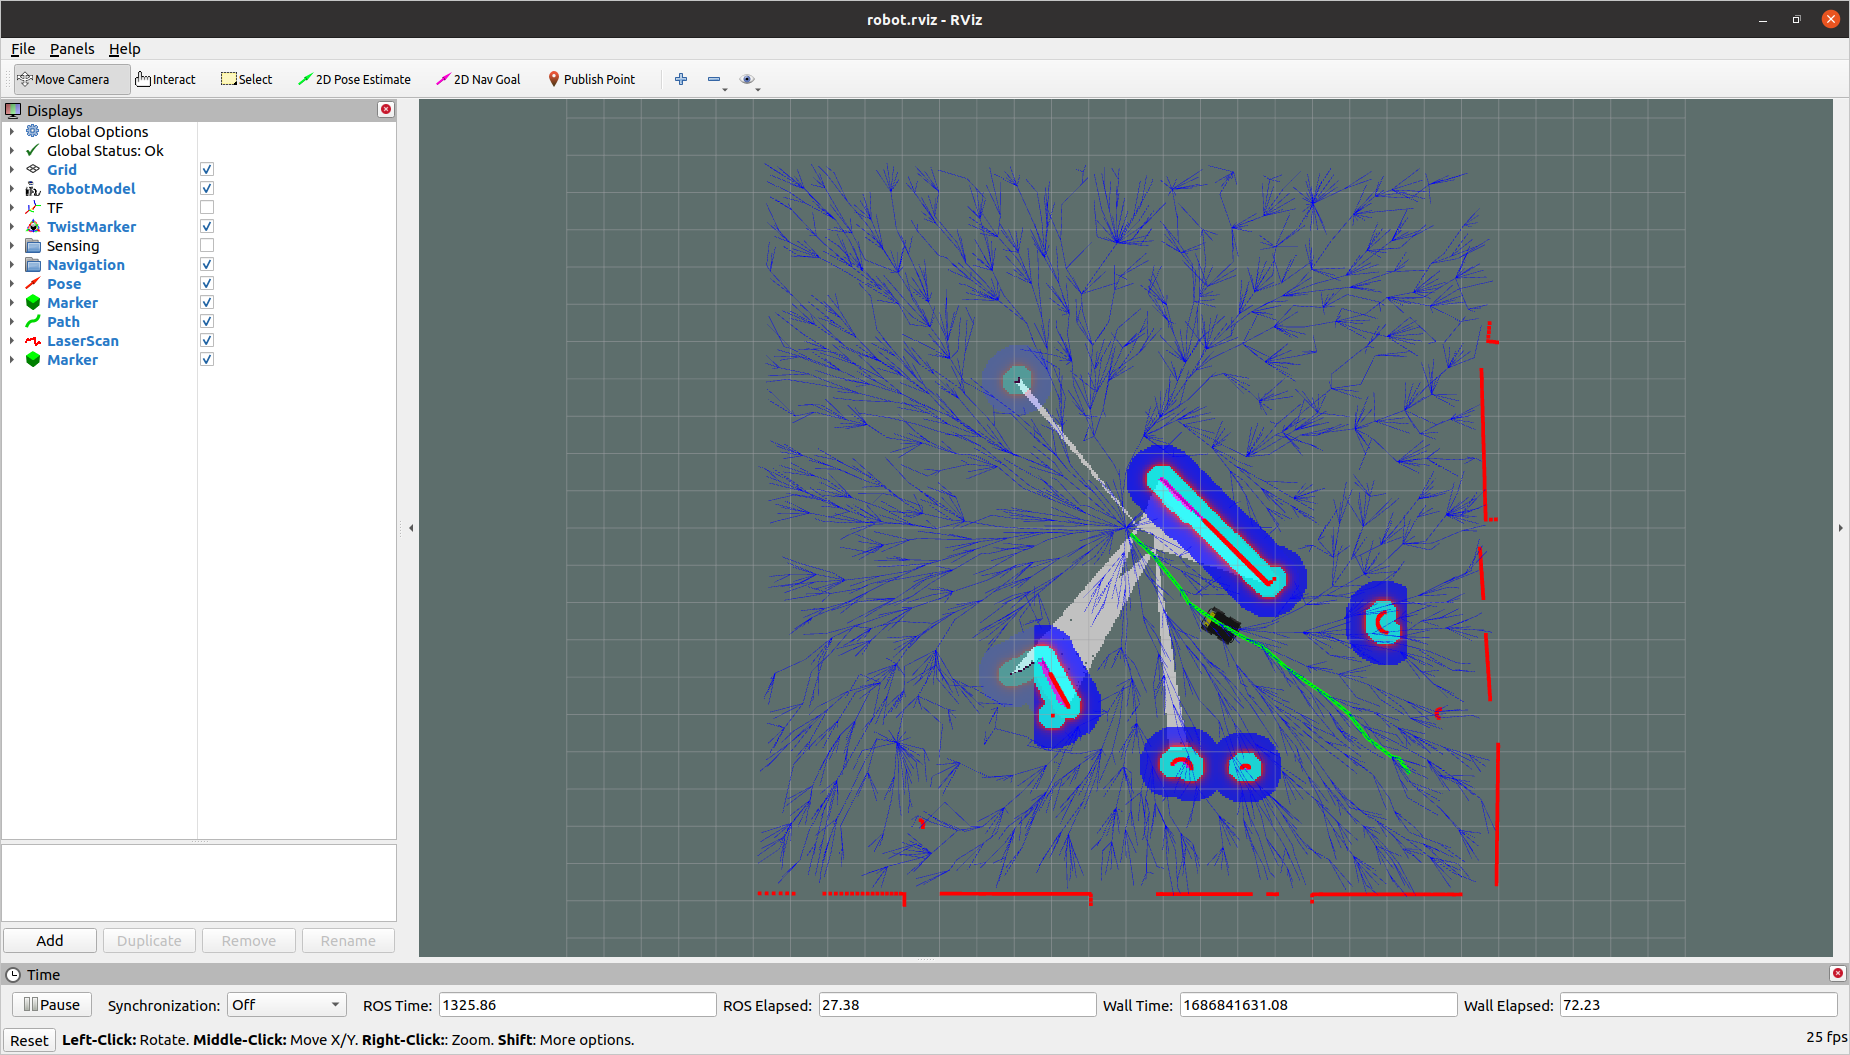 robot.rviz - RViz
File Panels Help
Move Camera Interact Select 2D Pose Estimate 2D Nav Goal Publish Point
Displays
Global Options
Global Status: Ok
Grid
RobotModel
TF
TwistMarker
Sensing
Navigation
Pose
Marker
Path
LaserScan
Marker
Add Duplicate Remove Rename
Time
Pause Synchronization: Off ROS Time: 1325.86 ROS Elapsed: 27.38 Wall Time: 1686841631.08 Wall Elapsed: 72.23
Reset Left-Click: Rotate. Middle-Click: Move X/Y. Right-Click:: Zoom. Shift: More options. 25 fps